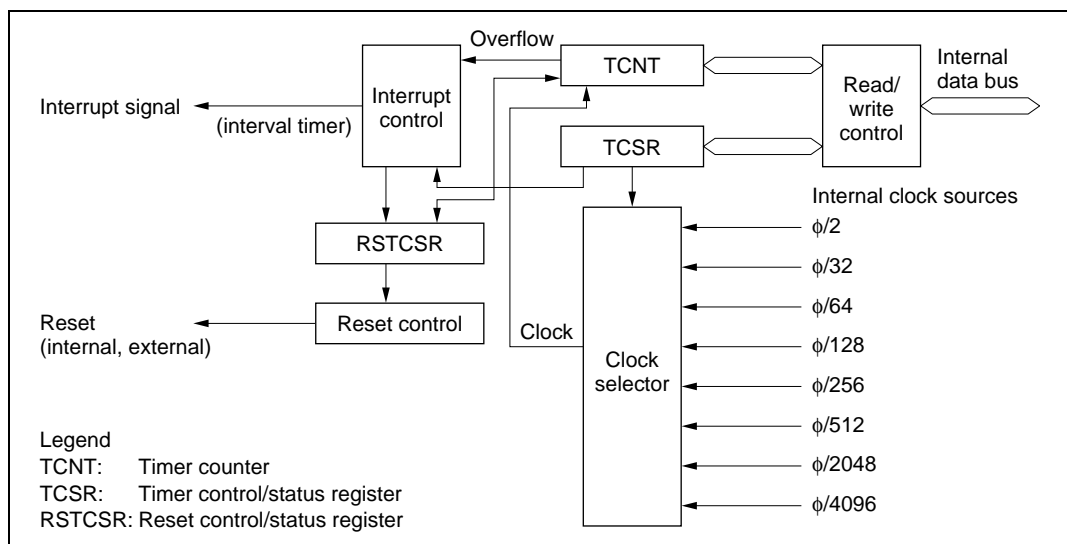 Overflow
TCNT
Internal
data bus
Read/
write
control
Interrupt
control
Interrupt signal
(interval timer)
TCSR
Internal clock sources
RSTCSR
ϕ/2
ϕ/32
ϕ/64
Reset control
Reset
(internal, external)
Clock
ϕ/128
Clock
selector
ϕ/256
ϕ/512
ϕ/2048
ϕ/4096
Legend
TCNT: Timer counter
TCSR: Timer control/status register
RSTCSR: Reset control/status register